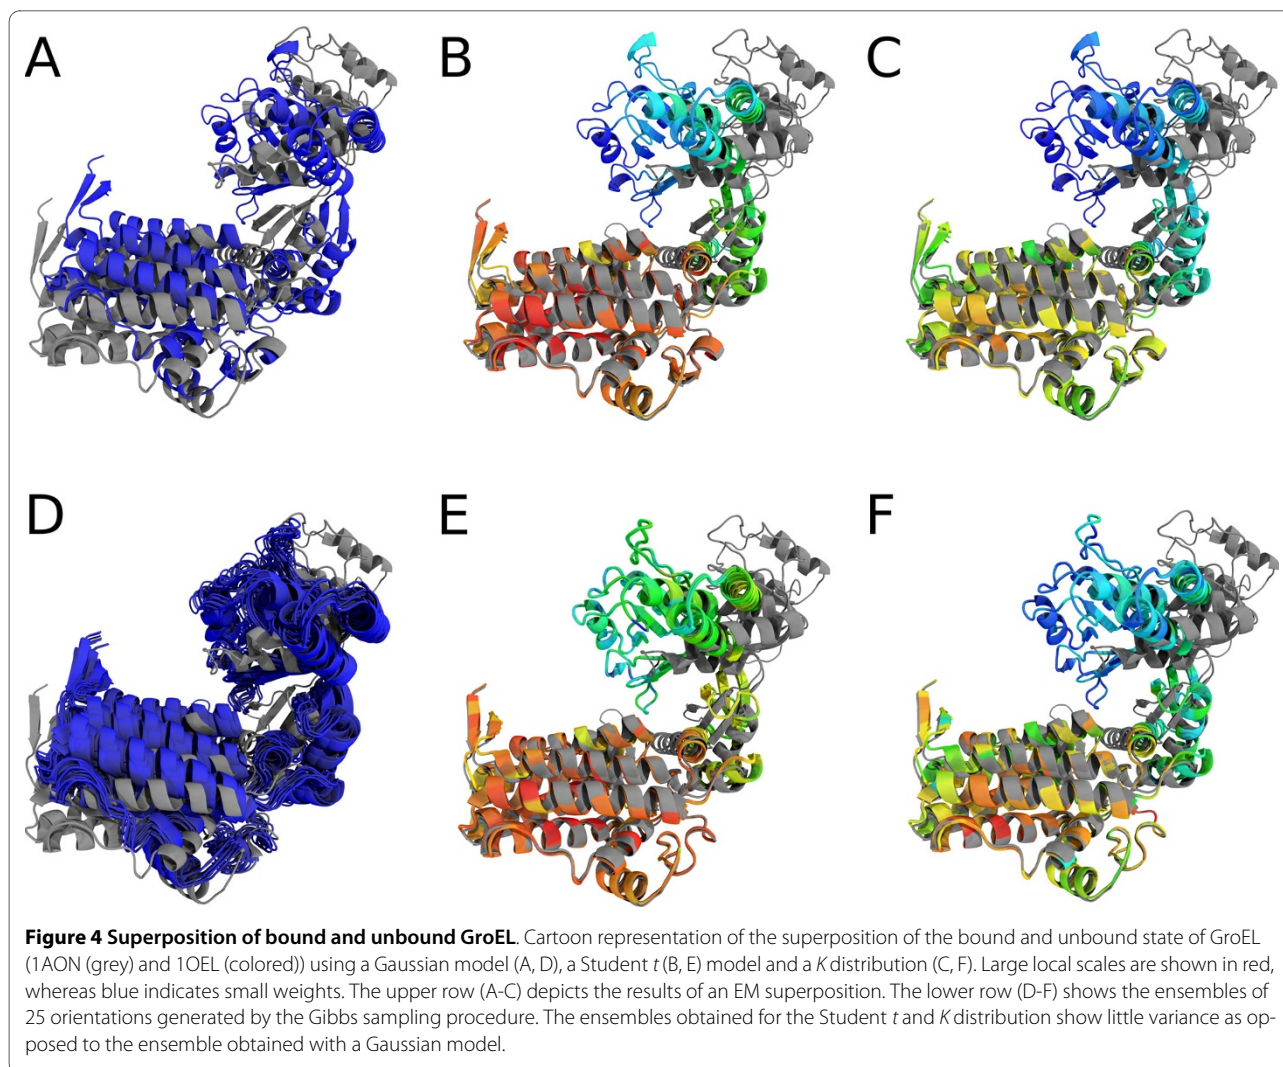 A
B
C
D
E
F
Figure 4 Superposition of bound and unbound GroEL. Cartoon representation of the superposition of the bound and unbound state of GroEL
(1AON (grey) and 1OEL (colored)) using a Gaussian model (A, D), a Student t (B, E) model and a K distribution (C, F). Large local scales are shown in red,
whereas blue indicates small weights. The upper row (A-C) depicts the results of an EM superposition. The lower row (D-F) shows the ensembles of
25 orientations generated by the Gibbs sampling procedure. The ensembles obtained for the Student t and K distribution show little variance as op-
posed to the ensemble obtained with a Gaussian model.